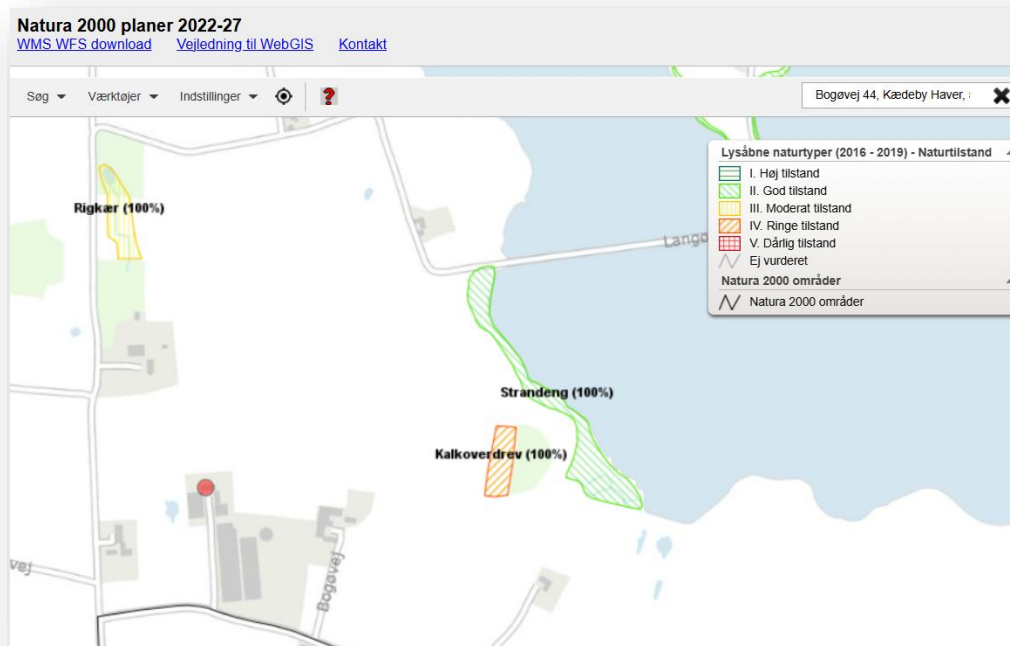 Natura 2000 planer 2022-27
WMS WFS download Vejledning til WebGIS Kontakt
Søg Værktøjer Indstillinger ?
Bogøvej 44, Kædeby Haver,
Lysåbne naturtyper (2016 - 2019) - Naturtilstand
I. Høj tilstand
II. God tilstand
III. Moderat tilstand
IV. Ringe tilstand
V. Dårlig tilstand
Ej vurderet
Natura 2000 områder
Natura 2000 områder
Rigkær (100%)
Lango
Strandeng (100%)
Kalkoverdrev (100%)
vej
Bogøvej